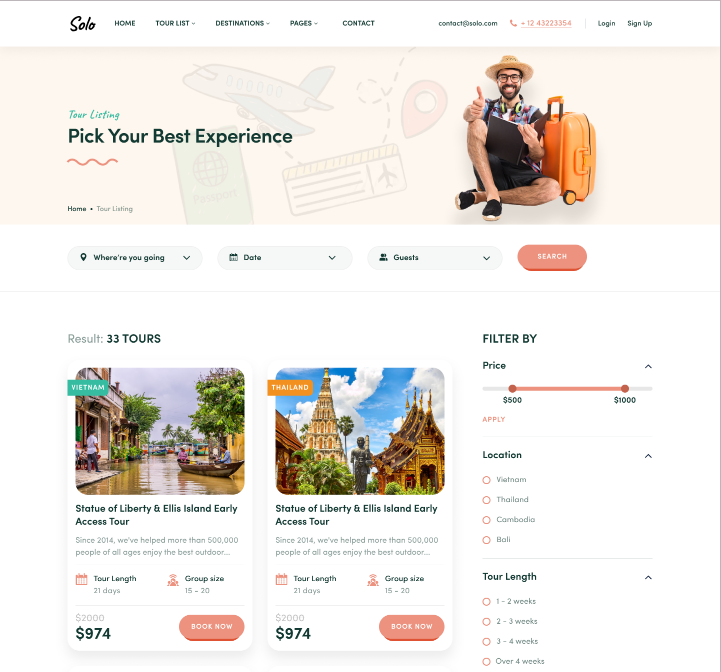 Solo
HOME
TOUR LIST
DESTINATIONS
PAGES
CONTACT
contact@solo.com
+ 12 43223354
Login
Sign Up
Tour Listing
Pick Your Best Experience
Passport
Home • Tour Listing
Where're you going
Date
Guests
SEARCH
Result: 33 TOURS
VIETNAM
Statue of Liberty & Ellis Island Early
Access Tour
Since 2014, we've helped more than 500,000
people of all ages enjoy the best outdoor...
Tour Length
21 days
Group size
15 - 20
$2000
$974
BOOK NOW
THAILAND
Statue of Liberty & Ellis Island Early
Access Tour
Since 2014, we've helped more than 500,000
people of all ages enjoy the best outdoor...
Tour Length
21 days
Group size
15 - 20
$2000
$974
BOOK NOW
FILTER BY
Price
$500
$1000
APPLY
Location
Vietnam
Thailand
Cambodia
Bali
Tour Length
1 - 2 weeks
2 - 3 weeks
3 - 4 weeks
Over 4 weeks